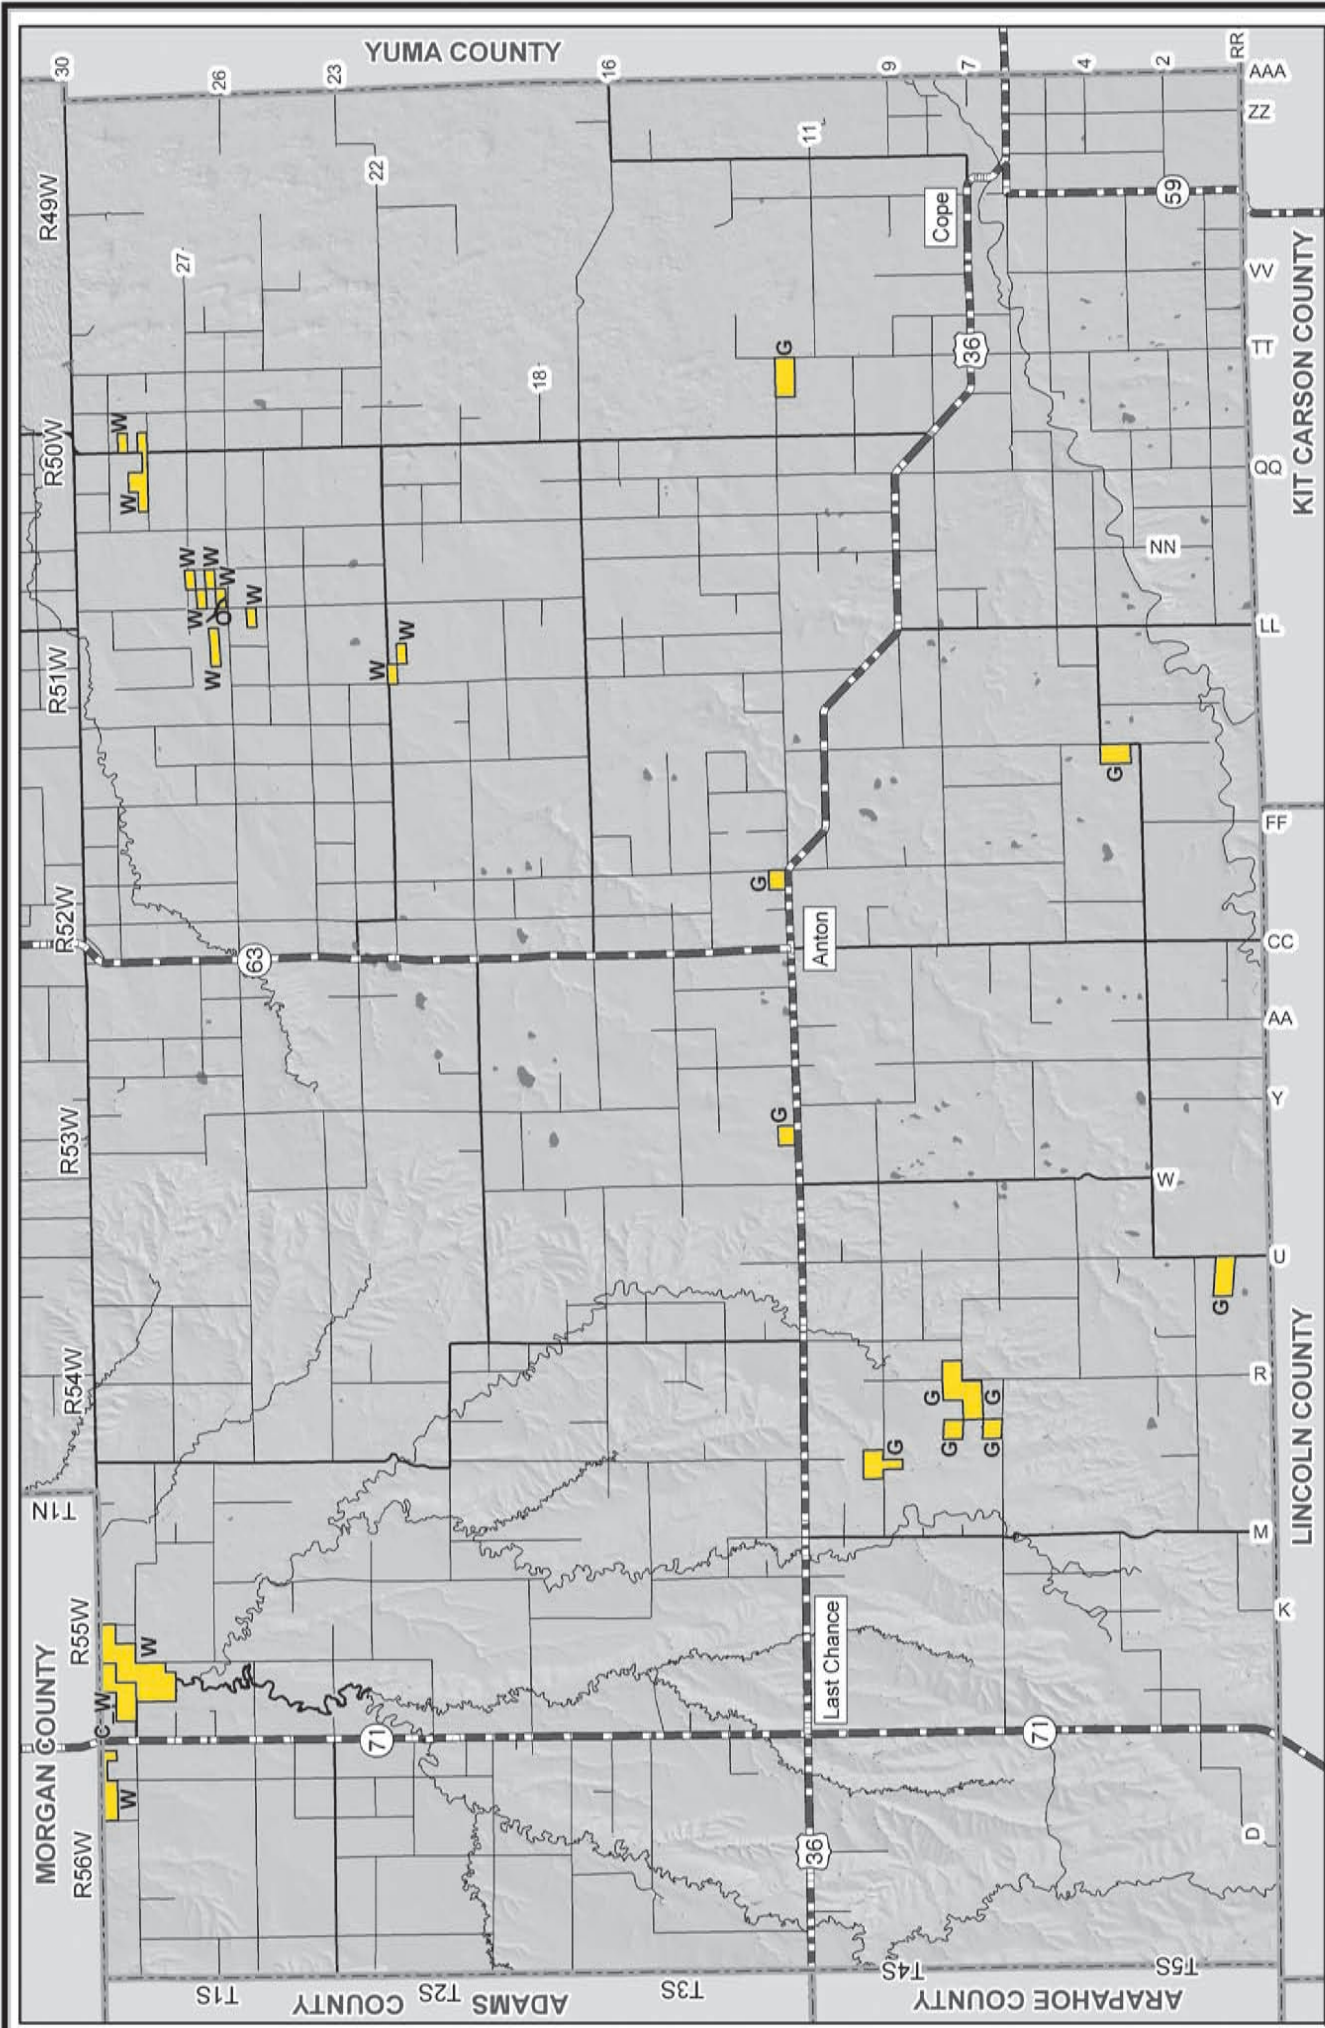 YUMA COUNTY
30
26
23
16
9
7
4
2
RR
AAA
ZZ
11
22
R49W
59
Cope
27
VV
KIT CARSON COUNTY
G
TT
36
18
W
R50W
W
QQ
W
W
W
W
W
NN
W
W
W
LL
R51W
W
G
FF
G
R52W
63
Anton
CC
AA
Y
G
R53W
W
U
G
R54W
R
G
G
G
G
G
LINCOLN COUNTY
T1N
M
R55W
W
K
Last Chance
C
W
MORGAN COUNTY
71
71
W
R56W
36
D
T1S
ADAMS
COUNTY
T2S
T3S
T4S
T5S
ARAPAHOE COUNTY